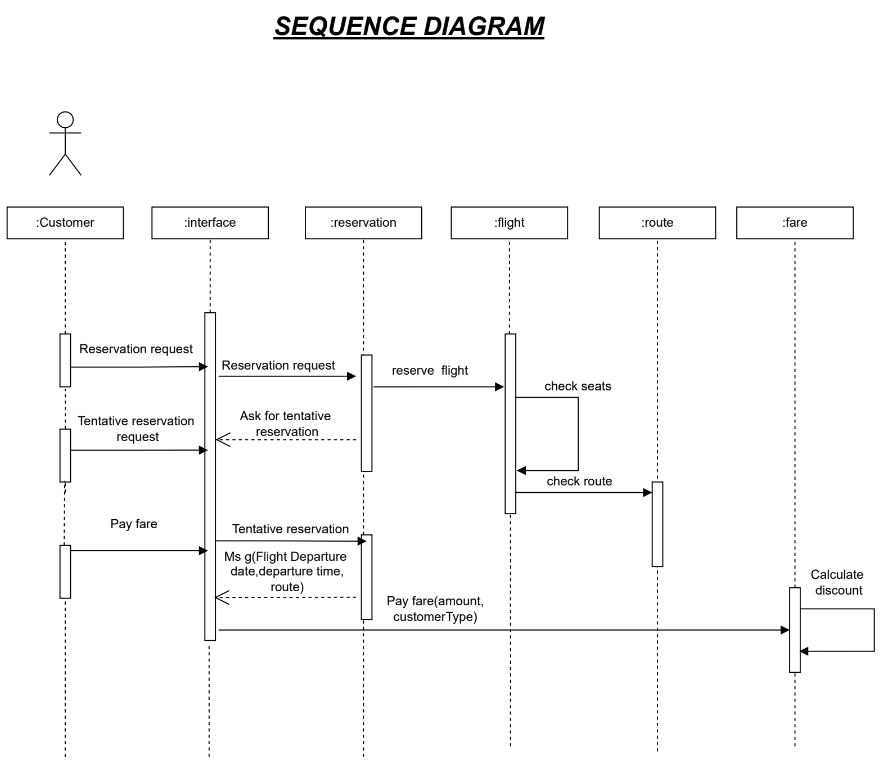 SEQUENCE DIAGRAM
:Customer
:interface
:reservation
:flight
:route
:fare
Reservation request
Reservation request
reserve flight
check seats
Tentative reservation
request
Ask for tentative
reservation
check route
Pay fare
Tentative reservation
Ms g(Flight Departure
date,departure time,
route)
Pay fare(amount,
customerType)
Calculate
discount